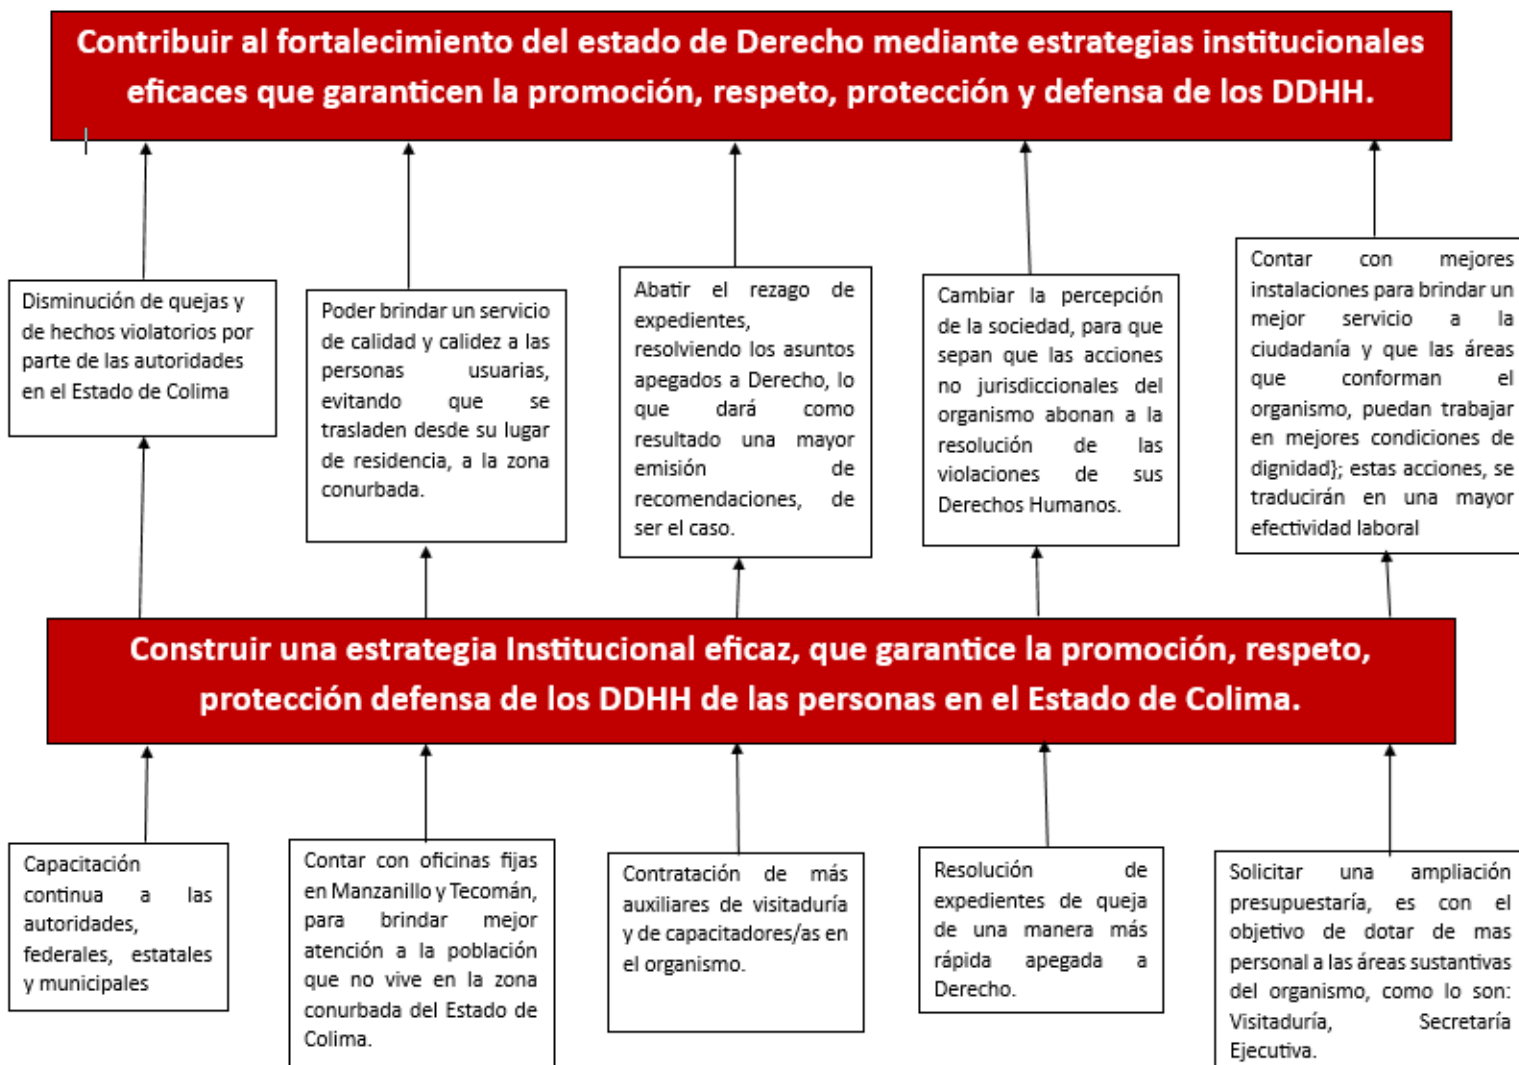 Contribuir al fortalecimiento del estado de Derecho mediante estrategias institucionales
eficaces que garanticen la promoción, respeto, protección y defensa de los DDHH.
Disminución de quejas y
de hechos violatorios por
parte de las autoridades
en el Estado de Colima
Poder brindar un servicio
de calidad y calidez a las
personas usuarias,
evitando que se
trasladen desde su lugar
de residencia, a la zona
conurbada.
Abatir el rezago de
expedientes,
resolviendo los asuntos
apegados a Derecho, lo
que dará como
resultado una mayor
emisión de
recomendaciones, de
ser el caso.
Cambiar la percepción
de la sociedad, para que
sepan que las acciones
no jurisdiccionales del
organismo abonan a la
resolución de las
violaciones de sus
Derechos Humanos.
Contar con mejores
instalaciones para brindar un
mejor servicio a la
ciudadanía y que las áreas
que conforman el
organismo, puedan trabajar
en mejores condiciones de
dignidad}; estas acciones, se
traducirán en una mayor
efectividad laboral
Construir una estrategia Institucional eficaz, que garantice la promoción, respeto,
protección defensa de los DDHH de las personas en el Estado de Colima.
Capacitación
continua a las
autoridades,
federales, estatales
y municipales
Contar con oficinas fijas
en Manzanillo y Tecomán,
para brindar mejor
atención a la población
que no vive en la zona
conurbada del Estado de
Colima.
Contratación de más
auxiliares de visitaduría
y de capacitadores/as en
el organismo.
Resolución de
expedientes de queja
de una manera más
rápida apegada a
Derecho.
Solicitar una ampliación
presupuestaría, es con el
objetivo de dotar de mas
personal a las áreas sustantivas
del organismo, como lo son:
Visitaduría, Secretaría
Ejecutiva.